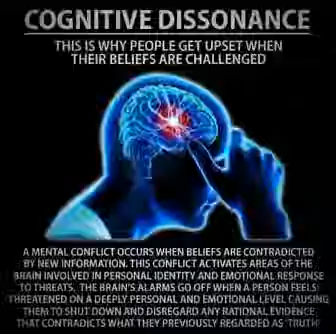 COGNITIVE DISSONANCE
THIS IS WHY PEOPLE GET UPSET WHEN
THEIR BELIEFS ARE CHALLENGED
A MENTAL CONFLICT OCCURS WHEN BELIEFS ARE CONTRADICTED
BY NEW INFORMATION. THIS CONFLICT ACTIVATES AREAS OF THE
BRAIN INVOLVED IN PERSONAL IDENTITY AND EMOTIONAL RESPONSE
TO THREATS. THE BRAIN'S ALARMS GO OFF WHEN A PERSON FEELS
THREATENED ON A DEEPLY PERSONAL AND EMOTIONAL LEVEL CAUSING
THEM TO SHUT DOWN AND DISREGARD ANY RATIONAL EVIDENCE
THAT CONTRADICTS WHAT THEY PREVIOUSLY REGARDED AS "TRUTH".